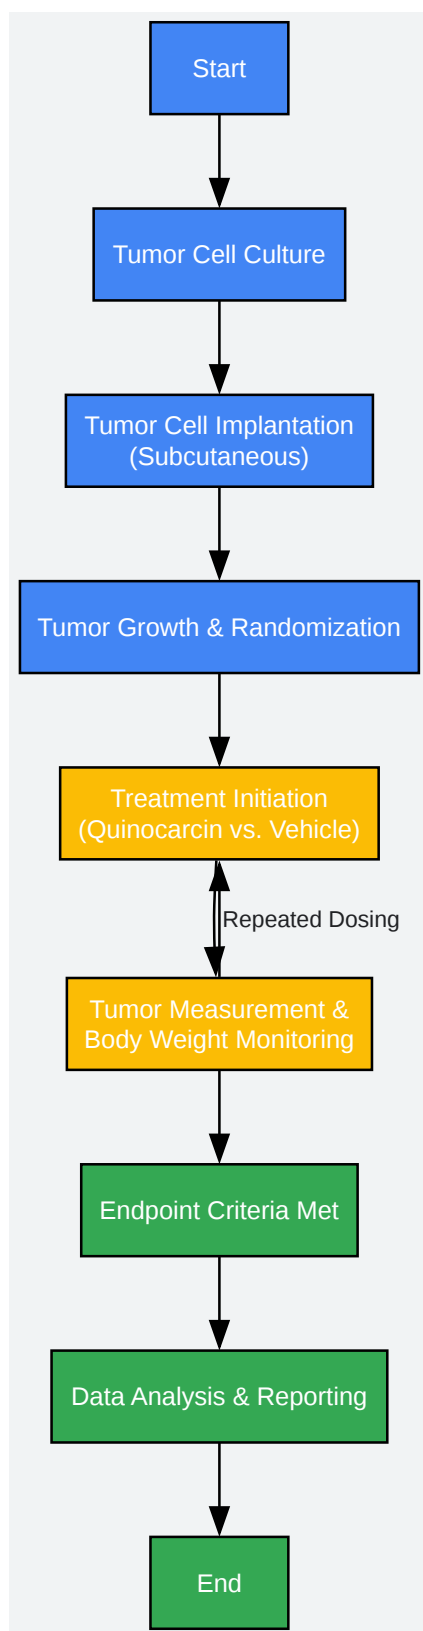 Start
Tumor Cell Culture
Tumor Cell Implantation
(Subcutaneous)
Tumor Growth & Randomization
Treatment Initiation
(Quinocarcin vs. Vehicle)
Repeated Dosing
Tumor Measurement &
Body Weight Monitoring
Endpoint Criteria Met
Data Analysis & Reporting
End